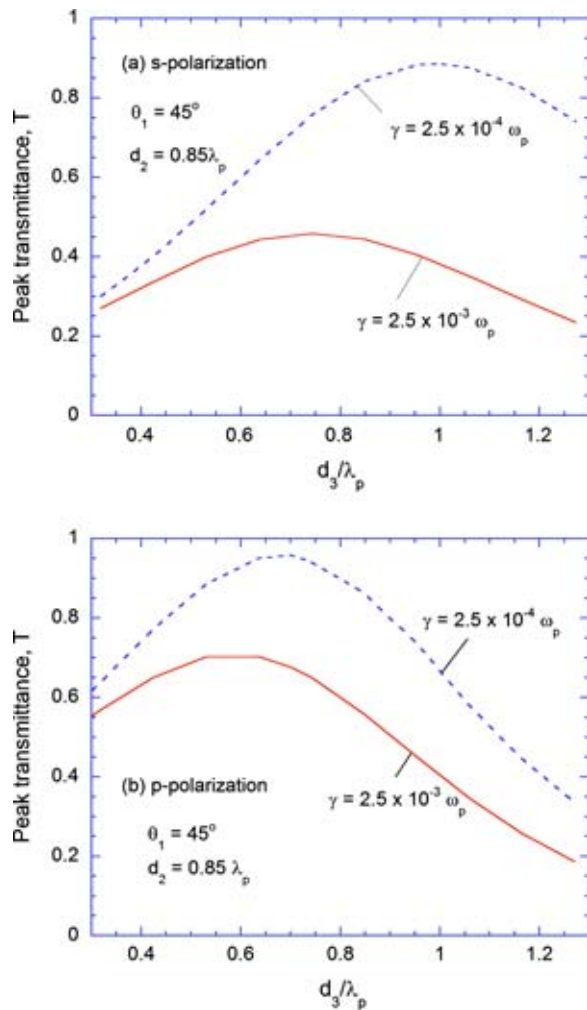 1
(a) s-polarization
θ₁ = 45°
d₂ = 0.85λₚ
γ = 2.5 x 10⁻⁴ ωₚ
γ = 2.5 x 10⁻³ ωₚ
Peak transmittance, T
0.8
0.6
0.4
0.2
0
0.4 0.6 0.8 1 1.2
d₃/λₚ
1
0.8
0.6
0.4
0.2
0
Peak transmittance, T
γ = 2.5 x 10⁻⁴ ωₚ
(b) p-polarization
γ = 2.5 x 10⁻³ ωₚ
θ₁ = 45°
d₂ = 0.85 λₚ
0.4 0.6 0.8 1 1.2
d₃/λₚ